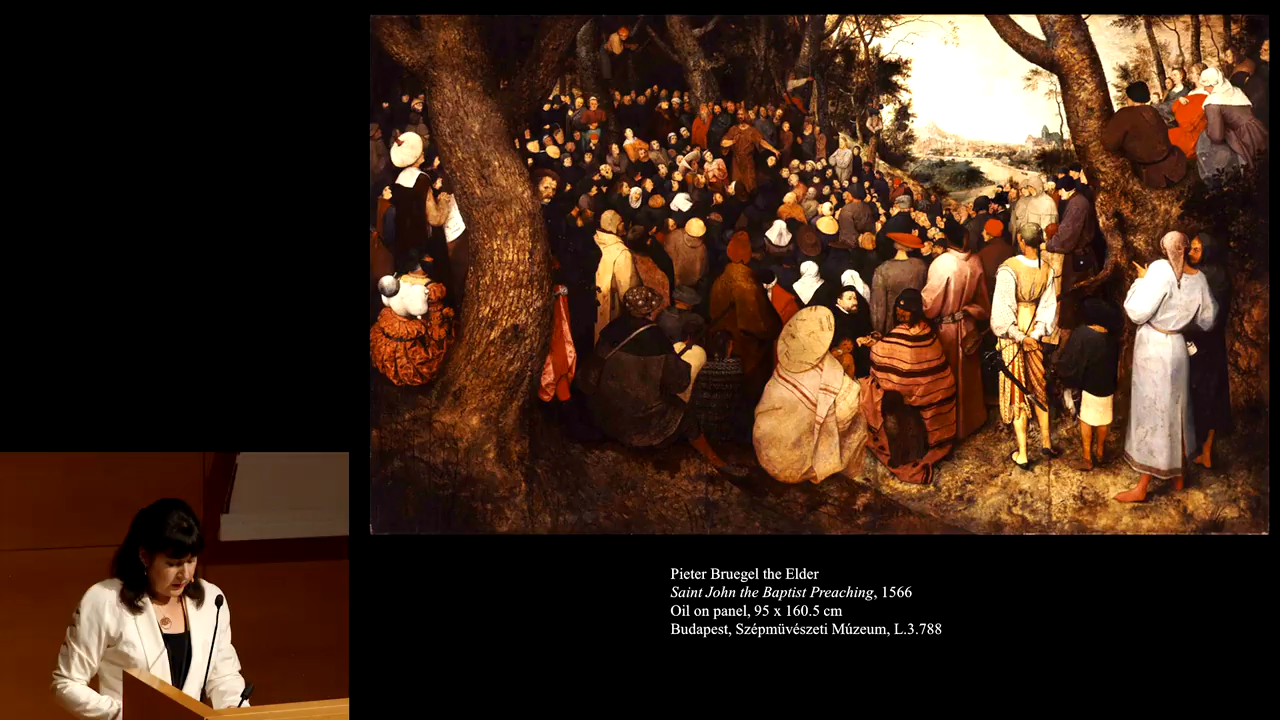 Pieter Bruegel the Elder
Saint John the Baptist Preaching, 1566
Oil on panel, 95 x 160.5 cm
Budapest, Szépmüvészeti Múzeum, L.3.788